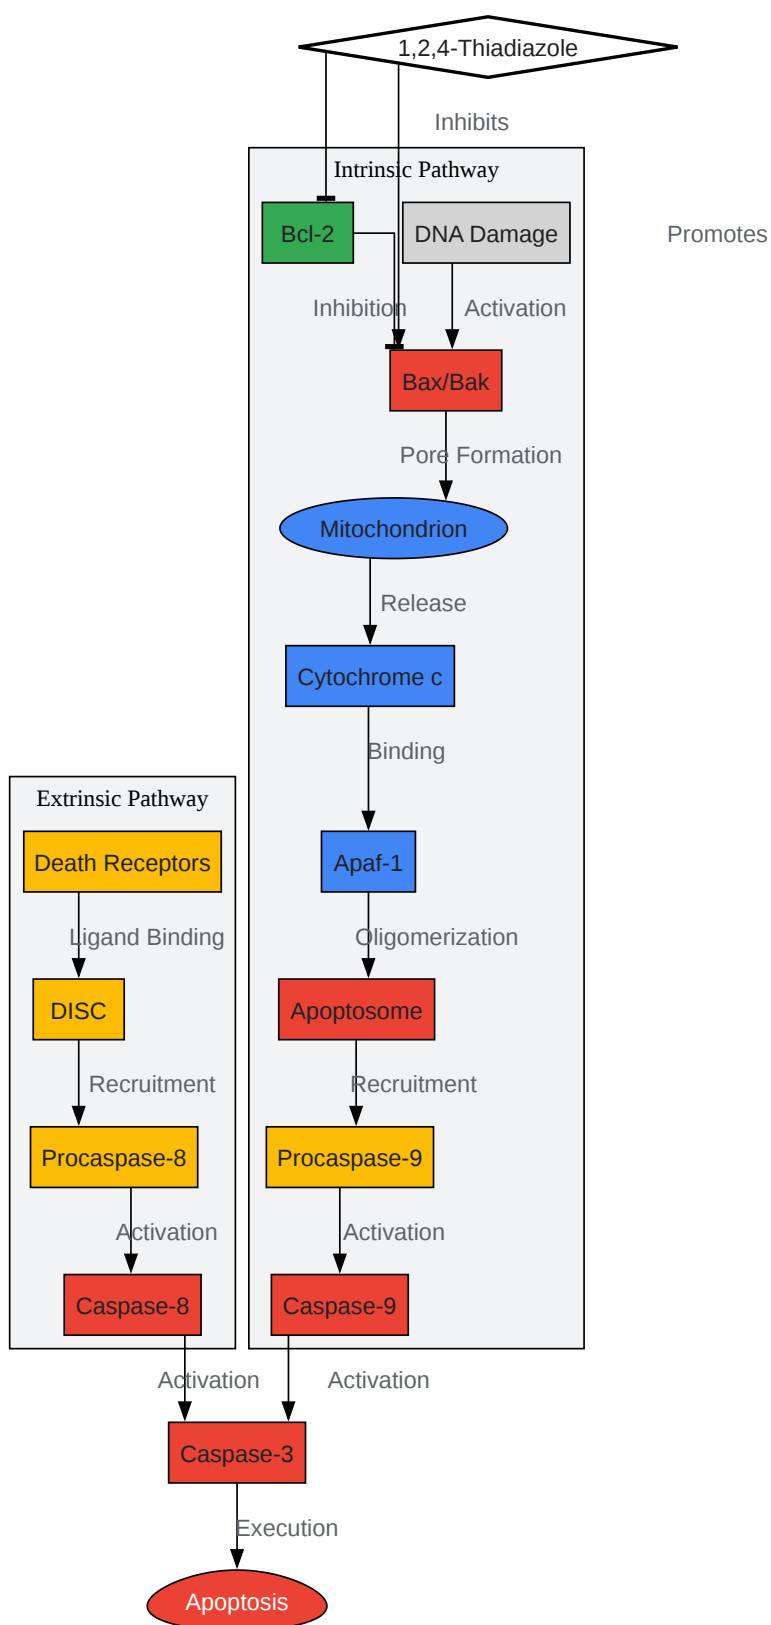 1,2,4-Thiadiazole
Inhibits
Intrinsic Pathway
Bcl-2
DNA Damage
Promotes
Inhibition
Activation
Bax/Bak
Pore Formation
Mitochondrion
Release
Cytochrome c
Binding
Extrinsic Pathway
Death Receptors
Apaf-1
Ligand Binding
Oligomerization
DISC
Apoptosome
Recruitment
Recruitment
Procaspase-8
Procaspase-9
Activation
Activation
Caspase-8
Caspase-9
Activation
Activation
Caspase-3
Execution
Apoptosis